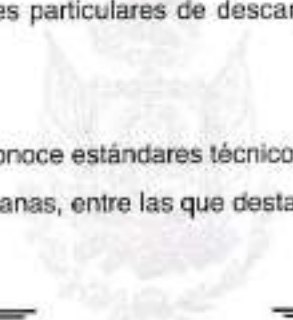 es particulares de descar
onoce estándares técnico
anas, entre las que desta